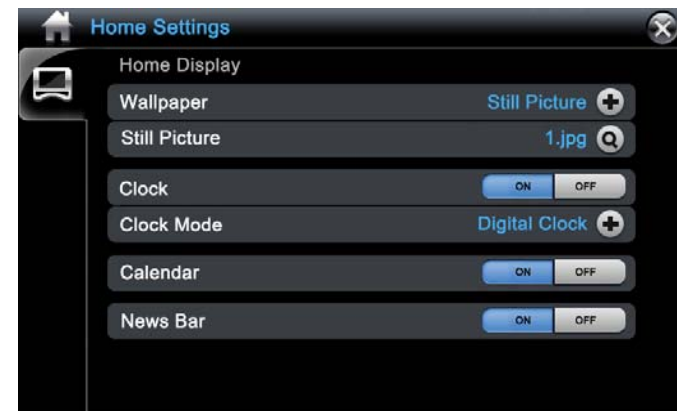 Home Settings
Home Display
Wallpaper Still Picture
Still Picture 1.jpg
Clock ON OFF
Clock Mode Digital Clock
Calendar ON OFF
News Bar ON OFF